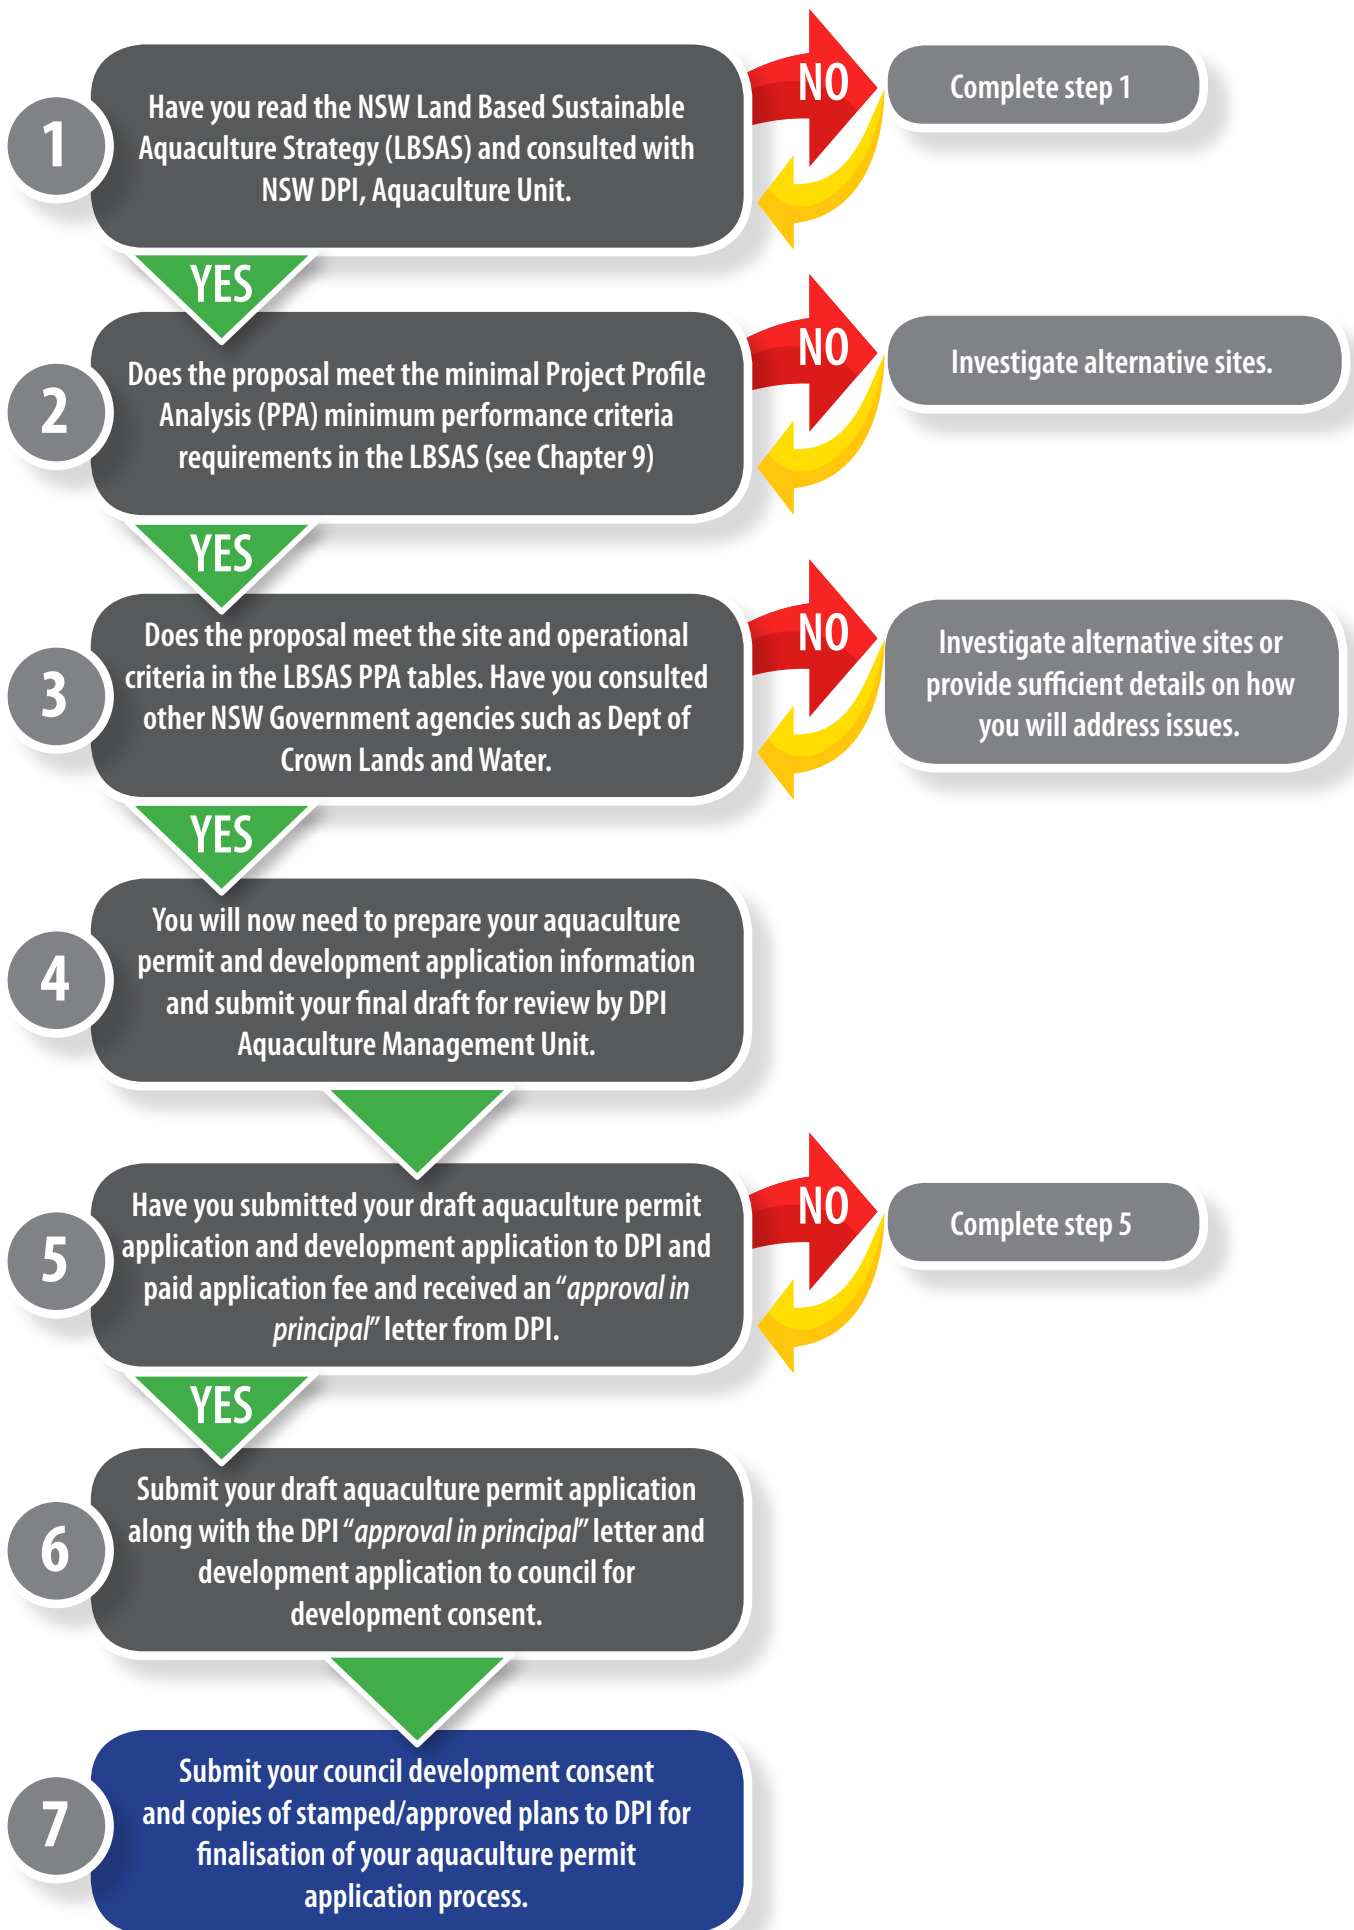 1
Have you read the NSW Land Based Sustainable
Aquaculture Strategy (LBSAS) and consulted with
NSW DPI, Aquaculture Unit.
NO
Complete step 1
YES
2
Does the proposal meet the minimal Project Profile
Analysis (PPA) minimum performance criteria
requirements in the LBSAS (see Chapter 9)
NO
Investigate alternative sites.
YES
3
Does the proposal meet the site and operational
criteria in the LBSAS PPA tables. Have you consulted
other NSW Government agencies such as Dept of
Crown Lands and Water.
NO
Investigate alternative sites or
provide sufficient details on how
you will address issues.
YES
4
You will now need to prepare your aquaculture
permit and development application information
and submit your final draft for review by DPI
Aquaculture Management Unit.
5
Have you submitted your draft aquaculture permit
application and development application to DPI and
paid application fee and received an “approval in
principal” letter from DPI.
NO
Complete step 5
YES
6
Submit your draft aquaculture permit application
along with the DPI “approval in principal” letter and
development application to council for
development consent.
7
Submit your council development consent
and copies of stamped/approved plans to DPI for
finalisation of your aquaculture permit
application process.